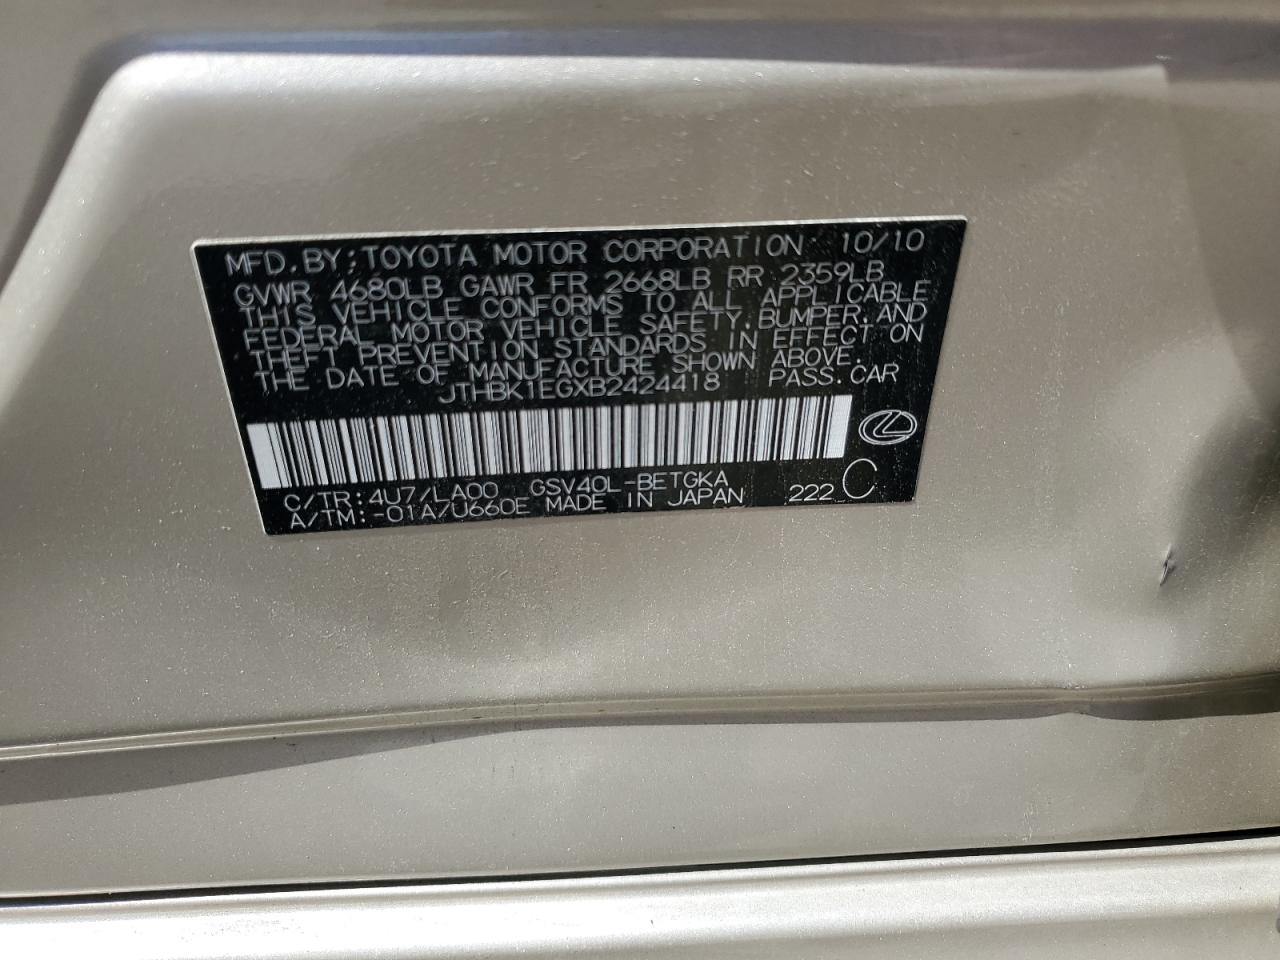 MFD. BY: TOYOTA MOTOR CORPORATION 10/10
GVWR 4680LB GAWR FR 2668LB RR 2359LB
THIS VEHICLE CONFORMS TO ALL APPLICABLE
FEDERAL MOTOR VEHICLE SAFETY, BUMPER, AND
THEFT PREVENTION STANDARDS IN EFFECT ON
THE DATE OF MANUFACTURE SHOWN ABOVE.
JTHBK1EGXB2424418 PASS. CAR
C/TR: 4U7/LA00 GSV40L-BETGKA
A/TM: -01A/U660E MADE IN JAPAN 222 C